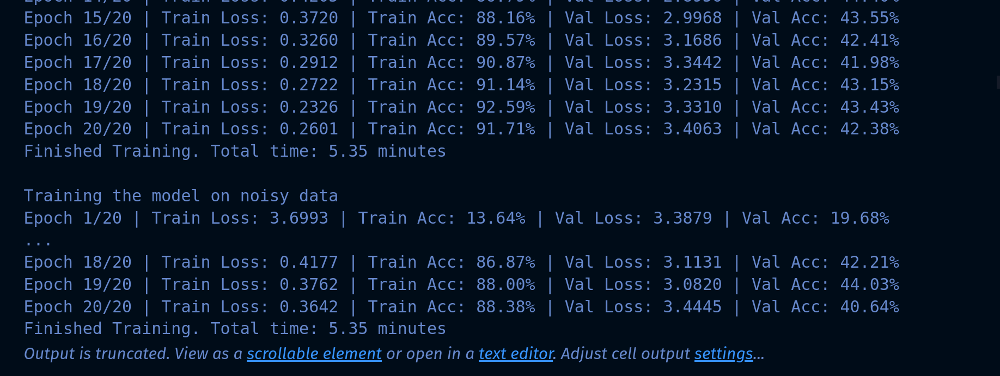 Epoch 15/20 | Train Loss: 0.3720 | Train Acc: 88.16% | Val Loss: 2.9968 | Val Acc: 43.55%
Epoch 16/20 | Train Loss: 0.3260 | Train Acc: 89.57% | Val Loss: 3.1686 | Val Acc: 42.41%
Epoch 17/20 | Train Loss: 0.2912 | Train Acc: 90.87% | Val Loss: 3.3442 | Val Acc: 41.98%
Epoch 18/20 | Train Loss: 0.2722 | Train Acc: 91.14% | Val Loss: 3.2315 | Val Acc: 43.15%
Epoch 19/20 | Train Loss: 0.2326 | Train Acc: 92.59% | Val Loss: 3.3310 | Val Acc: 43.43%
Epoch 20/20 | Train Loss: 0.2601 | Train Acc: 91.71% | Val Loss: 3.4063 | Val Acc: 42.38%
Finished Training. Total time: 5.35 minutes
Training the model on noisy data
Epoch 1/20 | Train Loss: 3.6993 | Train Acc: 13.64% | Val Loss: 3.3879 | Val Acc: 19.68%
...
Epoch 18/20 | Train Loss: 0.4177 | Train Acc: 86.87% | Val Loss: 3.1131 | Val Acc: 42.21%
Epoch 19/20 | Train Loss: 0.3762 | Train Acc: 88.00% | Val Loss: 3.0820 | Val Acc: 44.03%
Epoch 20/20 | Train Loss: 0.3642 | Train Acc: 88.38% | Val Loss: 3.4445 | Val Acc: 40.64%
Finished Training. Total time: 5.35 minutes
Output is truncated. View as a scrollable element or open in a text editor. Adjust cell output settings...